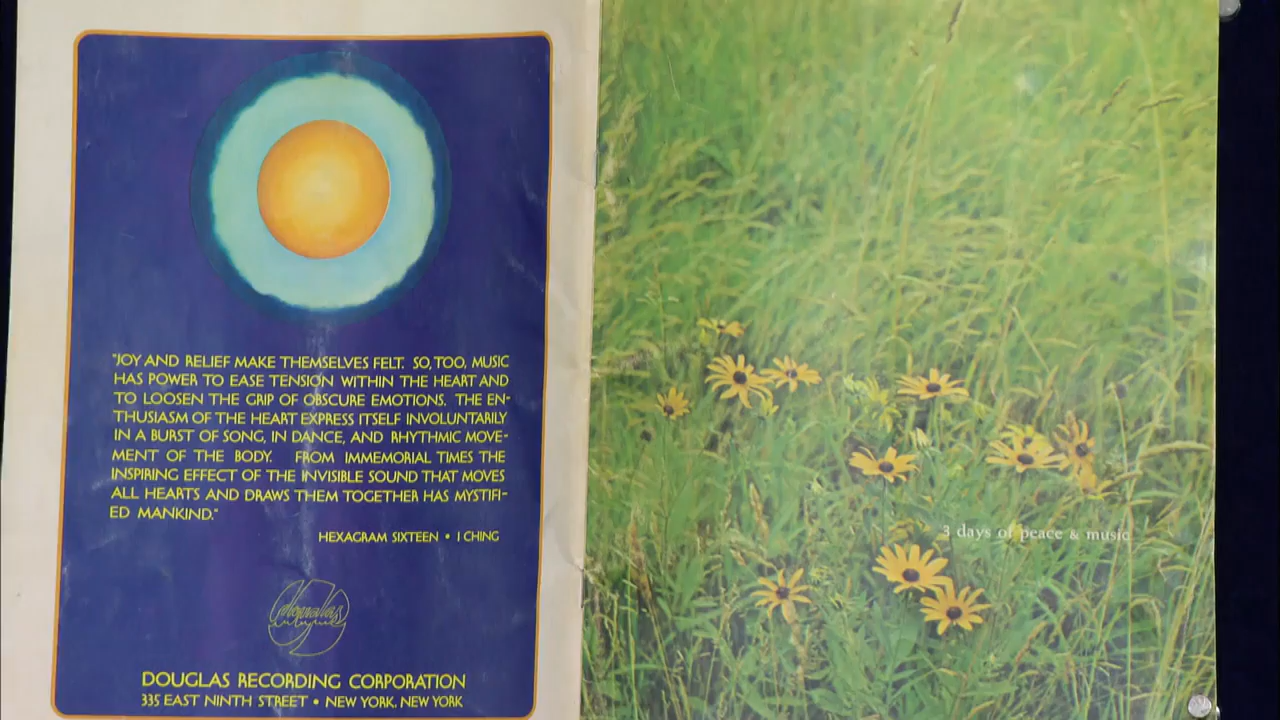 "JOY AND RELIEF MAKE THEMSELVES FELT. SO, TOO, MUSIC
HAS POWER TO EASE TENSION WITHIN THE HEART AND
TO LOOSEN THE GRIP OF OBSCURE EMOTIONS. THE EN-
THUSIASM OF THE HEART EXPRESS ITSELF INVOLUNTARILY
IN A BURST OF SONG, IN DANCE, AND RHYTHMIC MOVE-
MENT OF THE BODY. FROM IMMEMORIAL TIMES THE
INSPIRING EFFECT OF THE INVISIBLE SOUND THAT MOVES
ALL HEARTS AND DRAWS THEM TOGETHER HAS MYSTIFI-
ED MANKIND."
HEXAGRAM SIXTEEN • I CHING
douglas
DOUGLAS RECORDING CORPORATION
335 EAST NINTH STREET • NEW YORK, NEW YORK
3 days of peace & music